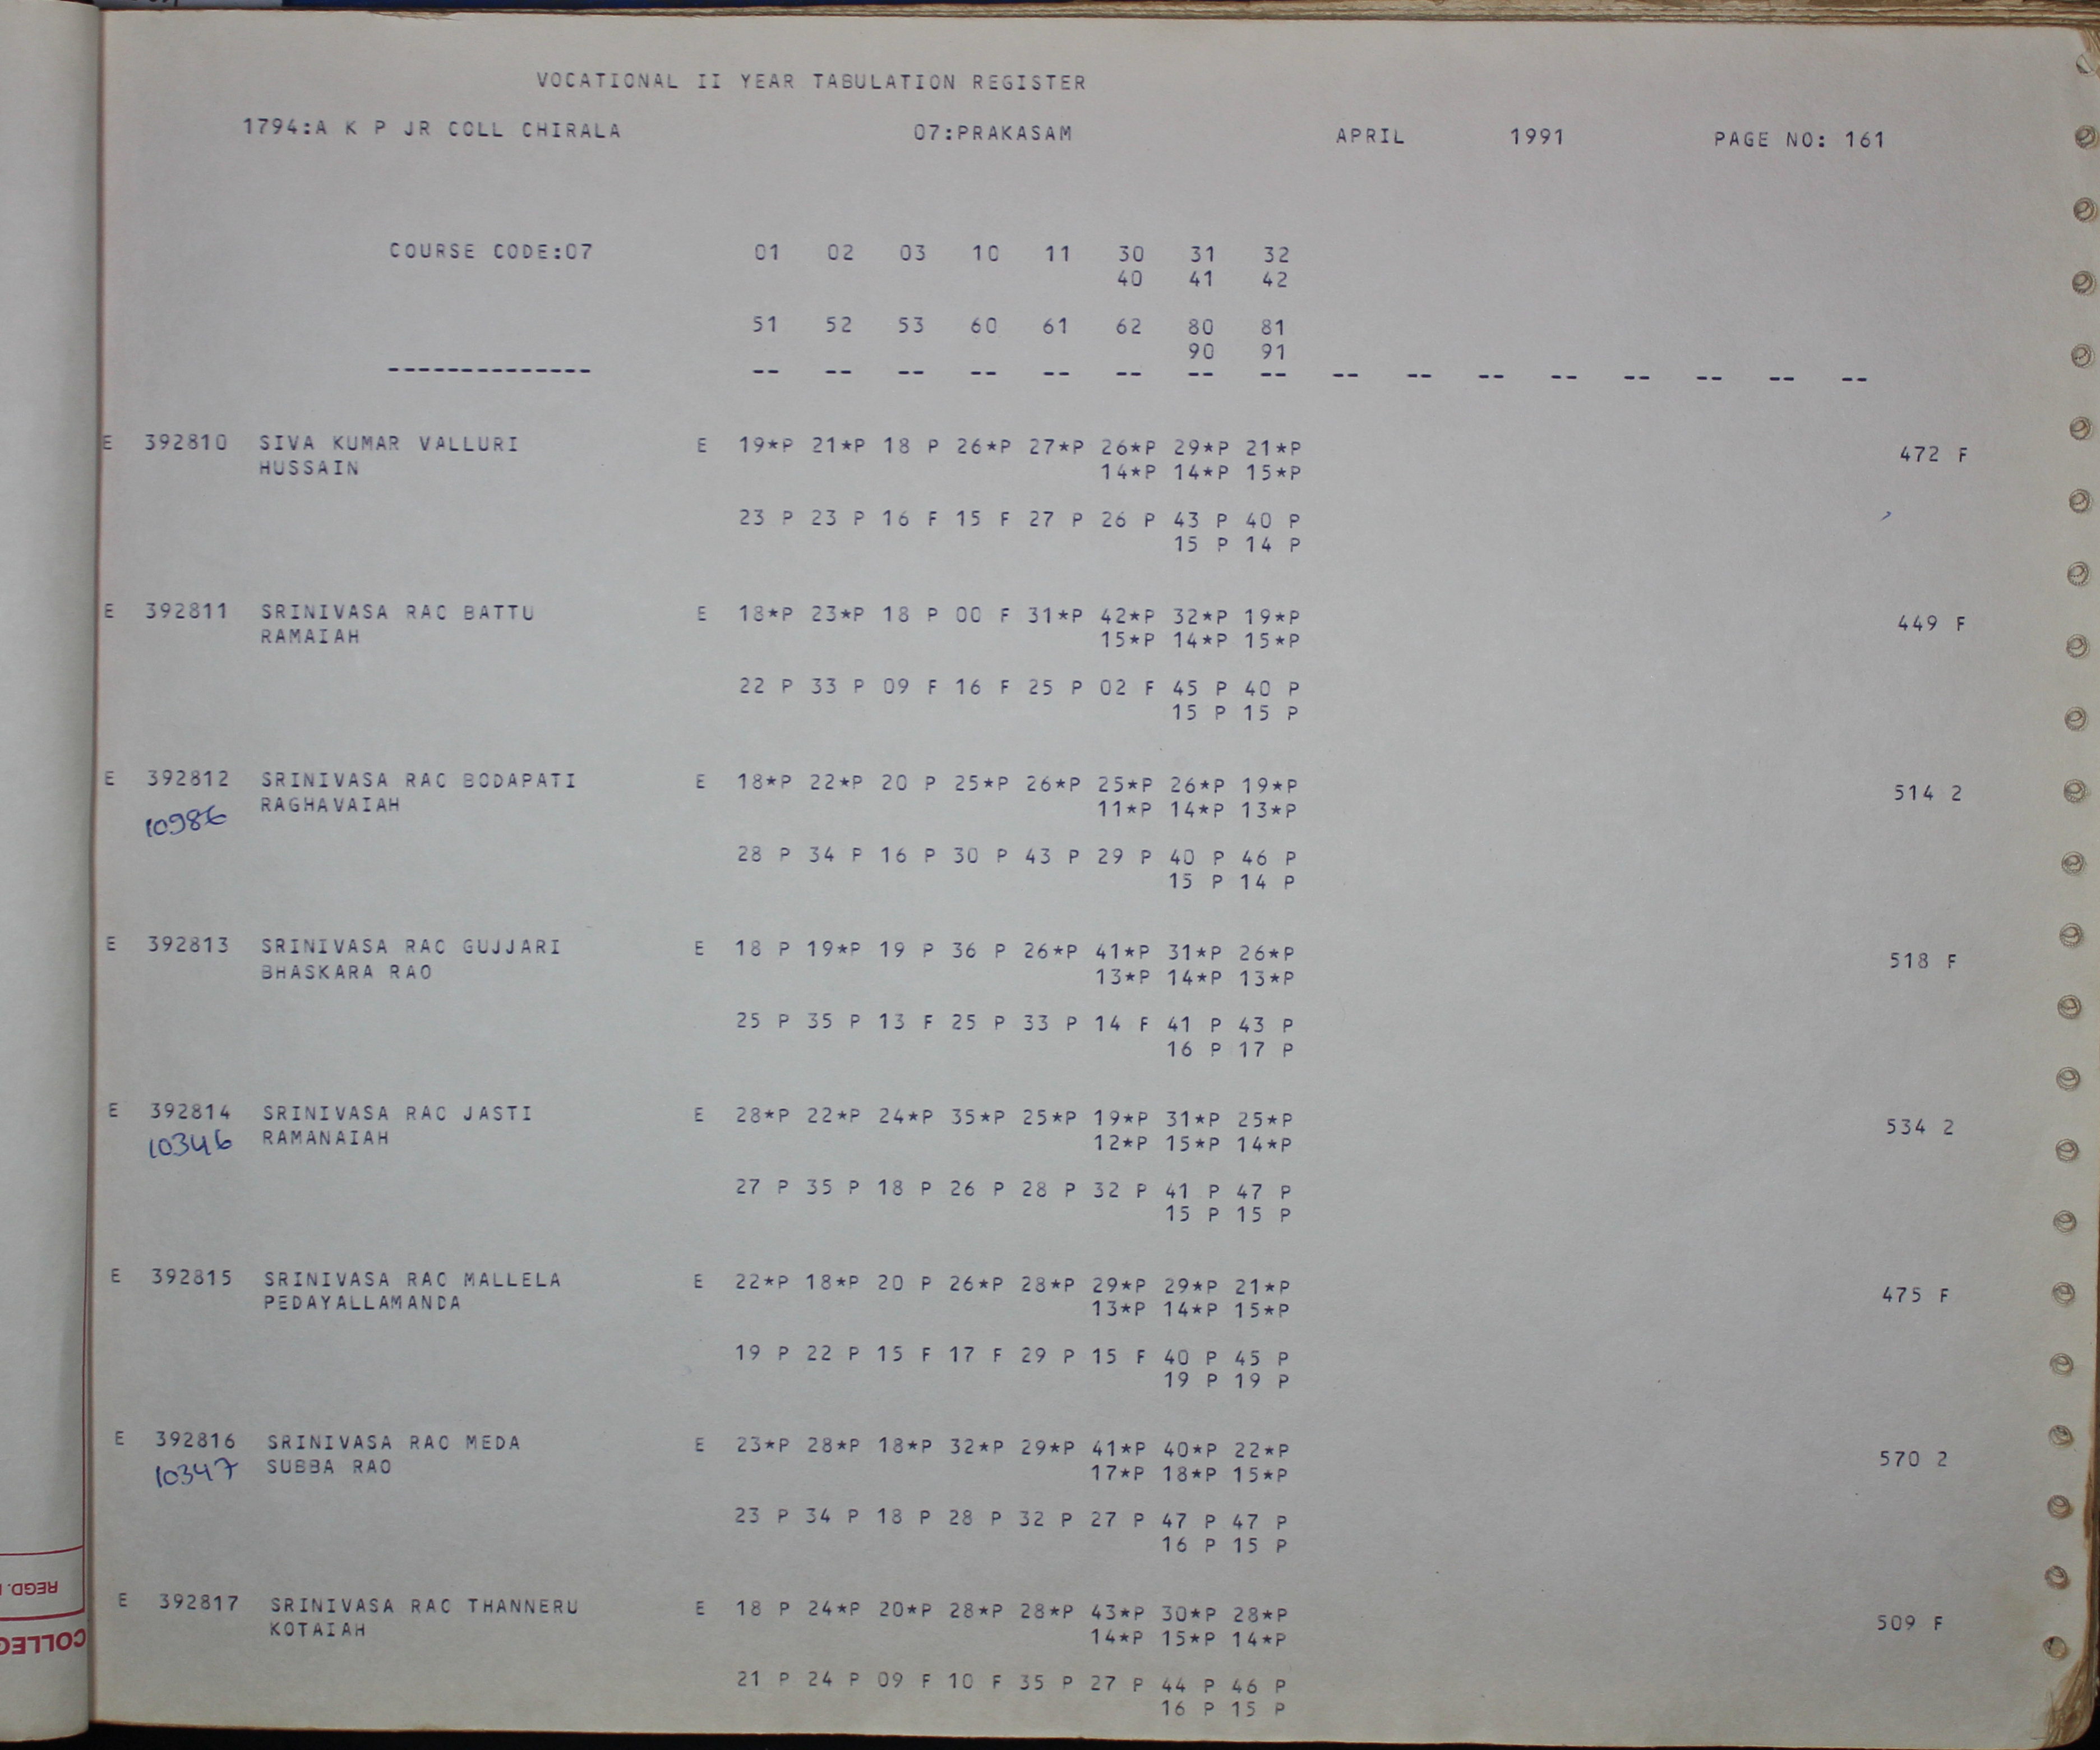 VOCATIONAL II YEAR TABULATION REGISTER
1794:A K P JR COLL CHIRALA 07:PRAKASAM APRIL 1991 PAGE NO: 161
COURSE CODE:07 01 02 03 10 11 30 31 32
40 41 42
51 52 53 60 61 62 80 81
90 91
-------------- -- -- -- -- -- -- -- -- -- -- -- -- -- -- -- --
E 392810 SIVA KUMAR VALLURI E 19*P 21*P 18 P 26*P 27*P 26*P 29*P 21*P 472 F
HUSSAIN 14*P 14*P 15*P
23 P 23 P 16 F 15 F 27 P 26 P 43 P 40 P
15 P 14 P
E 392811 SRINIVASA RAO BATTU E 18*P 23*P 18 P 00 F 31*P 42*P 32*P 19*P 449 F
RAMAIAH 15*P 14*P 15*P
22 P 33 P 09 F 16 F 25 P 02 F 45 P 40 P
15 P 15 P
E 392812 SRINIVASA RAO BODAPATI E 18*P 22*P 20 P 25*P 26*P 25*P 26*P 19*P 514 2
10986 RAGHAVAIAH 11*P 14*P 13*P
28 P 34 P 16 P 30 P 43 P 29 P 40 P 46 P
15 P 14 P
E 392813 SRINIVASA RAO GUJJARI E 18 P 19*P 19 P 36 P 26*P 41*P 31*P 26*P 518 F
BHASKARA RAO 13*P 14*P 13*P
25 P 35 P 13 F 25 P 33 P 14 F 41 P 43 P
16 P 17 P
E 392814 SRINIVASA RAO JASTI E 28*P 22*P 24*P 35*P 25*P 19*P 31*P 25*P 534 2
10346 RAMANAIAH 12*P 15*P 14*P
27 P 35 P 18 P 26 P 28 P 32 P 41 P 47 P
15 P 15 P
E 392815 SRINIVASA RAO MALLELA E 22*P 18*P 20 P 26*P 28*P 29*P 29*P 21*P 475 F
PEDAYALLAMANDA 13*P 14*P 15*P
19 P 22 P 15 F 17 F 29 P 15 F 40 P 45 P
19 P 19 P
E 392816 SRINIVASA RAO MEDA E 23*P 28*P 18*P 32*P 29*P 41*P 40*P 22*P 570 2
10347 SUBBA RAO 17*P 18*P 15*P
23 P 34 P 18 P 28 P 32 P 27 P 47 P 47 P
16 P 15 P
E 392817 SRINIVASA RAO THANNERU E 18 P 24*P 20*P 28*P 28*P 43*P 30*P 28*P 509 F
KOTAIAH 14*P 15*P 14*P
21 P 24 P 09 F 10 F 35 P 27 P 44 P 46 P
16 P 15 P
REGD.